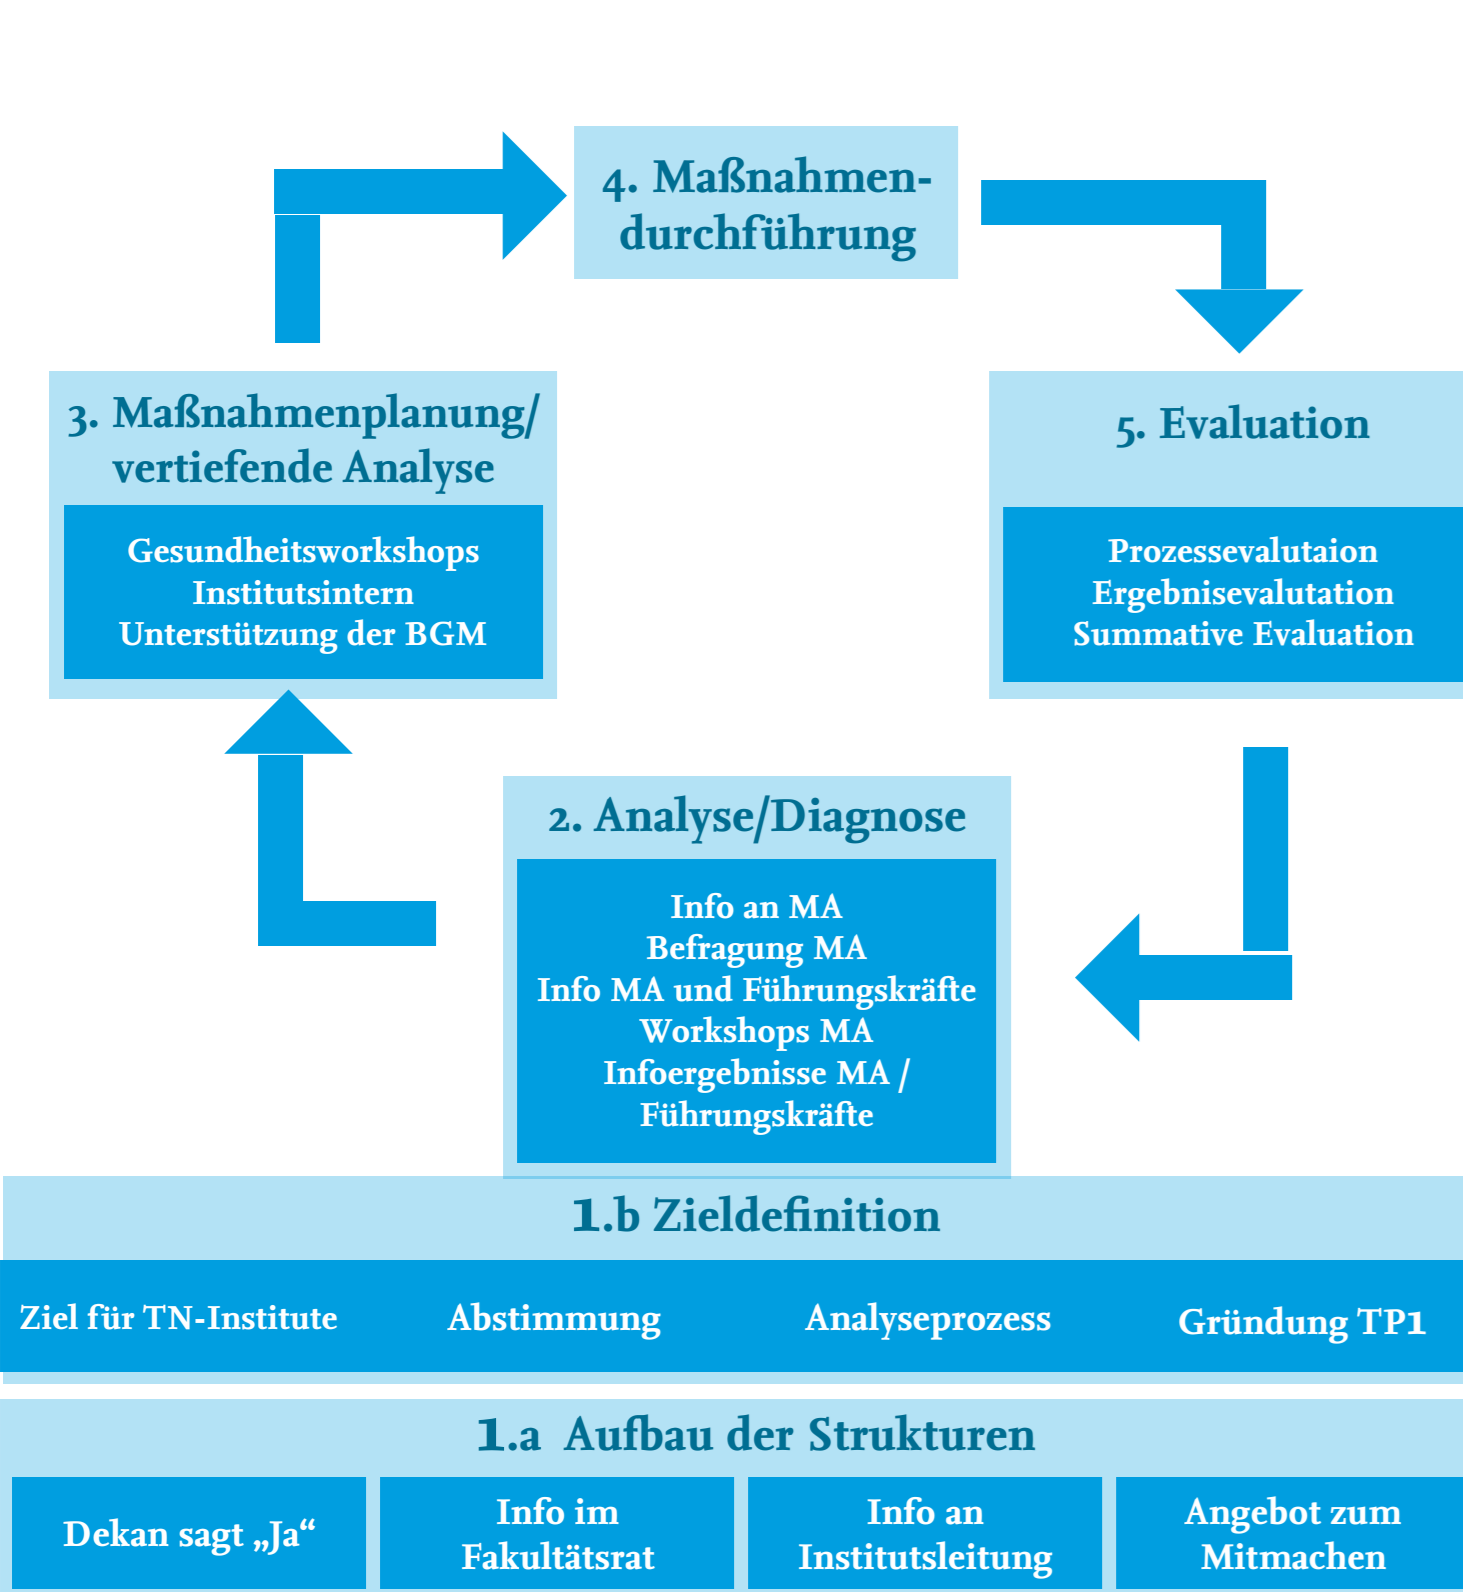 4. Maßnahmen-
durchführung
3. Maßnahmenplanung/
vertiefende Analyse
Gesundheitsworkshops
Institutsintern
Unterstützung der BGM
5. Evaluation
Prozessevalutaion
Ergebnisevalutation
Summative Evaluation
2. Analyse/Diagnose
Info an MA
Befragung MA
Info MA und Führungskräfte
Workshops MA
Infoergebnisse MA /
Führungskräfte
1.b Zieldefinition
Ziel für TN-Institute
Abstimmung
Analyseprozess
Gründung TP1
1.a Aufbau der Strukturen
Dekan sagt „Ja“
Info im
Fakultätsrat
Info an
Institutsleitung
Angebot zum
Mitmachen